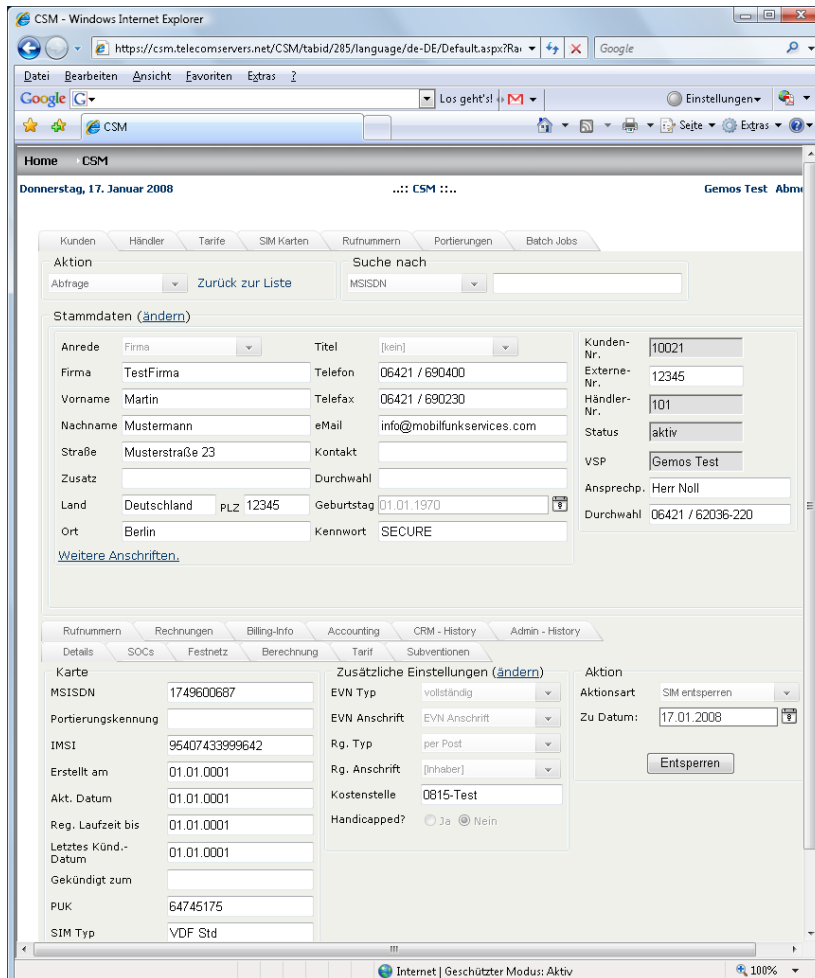 CSM - Windows Internet Explorer
https://csm.telecomservers.net/CSM/tabid/285/language/de-DE/Default.aspx?Ra
Google
Datei Bearbeiten Ansicht Favoriten Extras ?
Google G Los geht's! M Einstellungen
CSM Seite Extras
Home CSM
Donnerstag, 17. Januar 2008 ..:: CSM ::.. Gemos Test Abm
Kunden Händler Tarife SIM Karten Rufnummern Portierungen Batch Jobs
Aktion Suche nach
Abfrage Zurück zur Liste MSISDN
Stammdaten (ändern)
Anrede Firma Titel [kein] Kunden-Nr. 10021
Firma TestFirma Telefon 06421 / 690400 Externe-Nr. 12345
Vorname Martin Telefax 06421 / 690230 Händler-Nr. 101
Nachname Mustermann eMail info@mobilfunkservices.com Status aktiv
Straße Musterstraße 23 Kontakt VSP Gemos Test
Zusatz Durchwahl Ansprechp. Herr Noll
Land Deutschland PLZ 12345 Geburtstag 01.01.1970 Durchwahl 06421 / 62036-220
Ort Berlin Kennwort SECURE
Weitere Anschriften.
Rufnummern Rechnungen Billing-Info Accounting CRM - History Admin - History
Details SOCs Festnetz Berechnung Tarif Subventionen
Karte Zusätzliche Einstellungen (ändern) Aktion
MSISDN 1749600687 EVN Typ vollständig Aktionsart SIM entsperren
Portierungskennung EVN Anschrift EVN Anschrift Zu Datum: 17.01.2008
IMSI 95407433999642 Rg. Typ per Post
Erstellt am 01.01.0001 Rg. Anschrift [Inhaber] Entsperren
Akt. Datum 01.01.0001 Kostenstelle 0815-Test
Reg. Laufzeit bis 01.01.0001 Handicapped? Ja Nein
Letztes Künd.-Datum 01.01.0001
Gekündigt zum
PUK 64745175
SIM Typ VDF Std
Internet | Geschützter Modus: Aktiv 100%